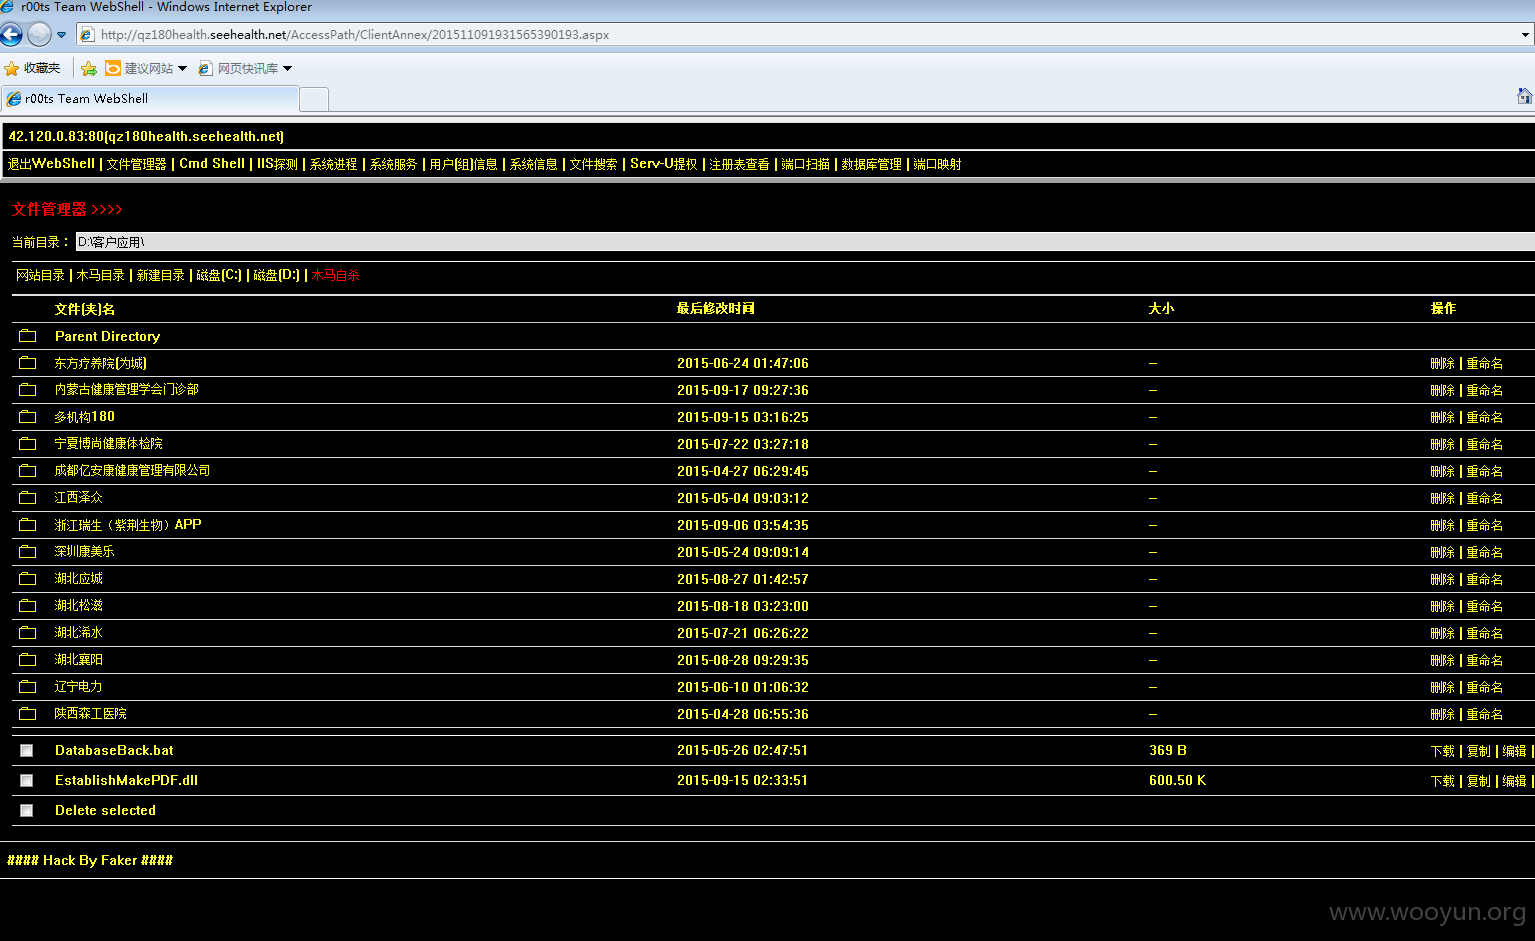 r00ts Team WebShell - Windows Internet Explorer
http://qz180health.seehealth.net/AccessPath/ClientAnnex/201511091931565390193.aspx
收藏夹 建议网站 网页快讯库
r00ts Team WebShell
42.120.0.83:80(qz180health.seehealth.net)
退出WebShell | 文件管理器 | Cmd Shell | IIS探测 | 系统进程 | 系统服务 | 用户(组)信息 | 系统信息 | 文件搜索 | Serv-U提权 | 注册表查看 | 端口扫描 | 数据库管理 | 端口映射
文件管理器 >>>>
当前目录： D:\客户应用\
网站目录 | 木马目录 | 新建目录 | 磁盘(C:) | 磁盘(D:) | 木马自杀
文件(夹)名 最后修改时间 大小 操作
Parent Directory
东方疗养院(为城) 2015-06-24 01:47:06 -- 删除 | 重命名
内蒙古健康管理学会门诊部 2015-09-17 09:27:36 -- 删除 | 重命名
多机构180 2015-09-15 03:16:25 -- 删除 | 重命名
宁夏博尚健康体检院 2015-07-22 03:27:18 -- 删除 | 重命名
成都亿安康健康管理有限公司 2015-04-27 06:29:45 -- 删除 | 重命名
江西泽众 2015-05-04 09:03:12 -- 删除 | 重命名
浙江瑞生（紫荆生物）APP 2015-09-06 03:54:35 -- 删除 | 重命名
深圳康美乐 2015-05-24 09:09:14 -- 删除 | 重命名
湖北应城 2015-08-27 01:42:57 -- 删除 | 重命名
湖北松滋 2015-08-18 03:23:00 -- 删除 | 重命名
湖北浠水 2015-07-21 06:26:22 -- 删除 | 重命名
湖北襄阳 2015-08-28 09:29:35 -- 删除 | 重命名
辽宁电力 2015-06-10 01:06:32 -- 删除 | 重命名
陕西森工医院 2015-04-28 06:55:36 -- 删除 | 重命名
DatabaseBack.bat 2015-05-26 02:47:51 369 B 下载 | 复制 | 编辑 |
EstablishMakePDF.dll 2015-09-15 02:33:51 600.50 K 下载 | 复制 | 编辑 |
Delete selected
#### Hack By Faker ####
www.wooyun.org